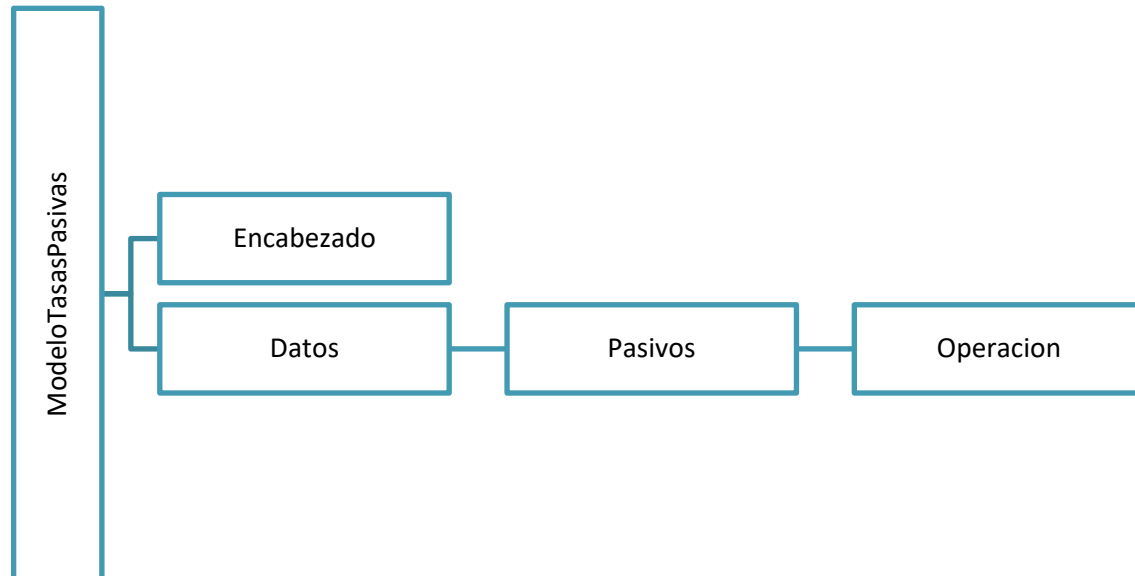 ModeloTasasPasivas
Encabezado
Datos
Pasivos
Operacion